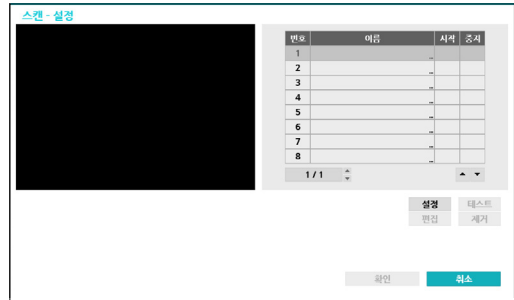 스캔 - 설정
번호 이름 시작 중지
1 ...
2 ...
3 ...
4 ...
5 ...
6 ...
7 ...
8 ...
1 / 1
설정 테스트
편집 제거
확인 취소